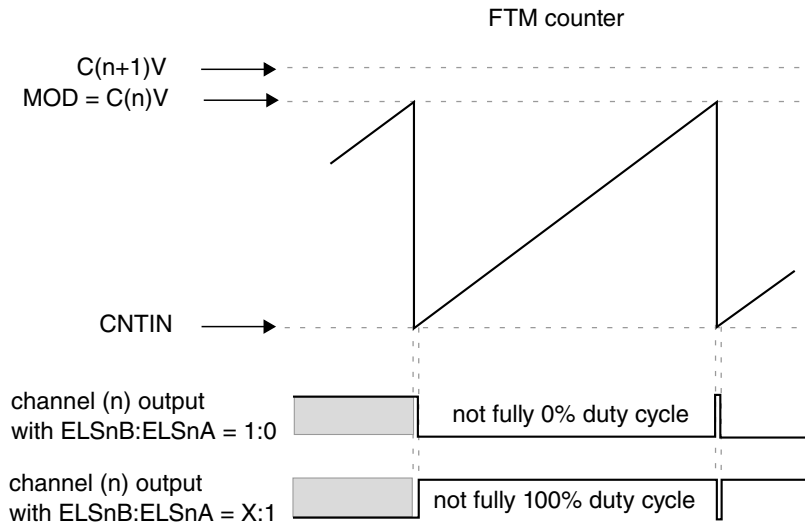 FTM counter
C(n+1)V
MOD = C(n)V
CNTIN
channel (n) output
with ELSnB:ELSnA = 1:0
not fully 0% duty cycle
channel (n) output
with ELSnB:ELSnA = X:1
not fully 100% duty cycle